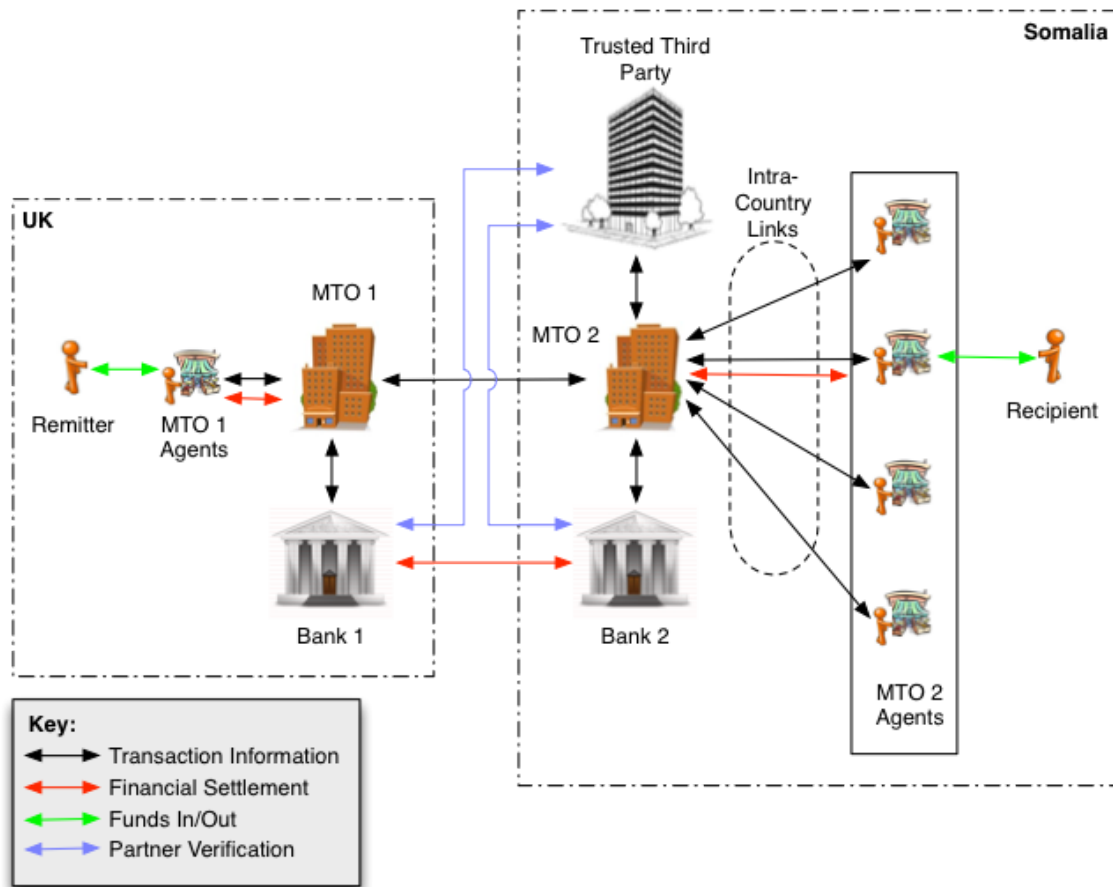 Somalia
Trusted Third
Party
Intra-
Country
Links
UK
MTO 1
MTO 2
Remitter
MTO 1
Agents
Recipient
Bank 1
Bank 2
MTO 2
Agents
Key:
Transaction Information
Financial Settlement
Funds In/Out
Partner Verification